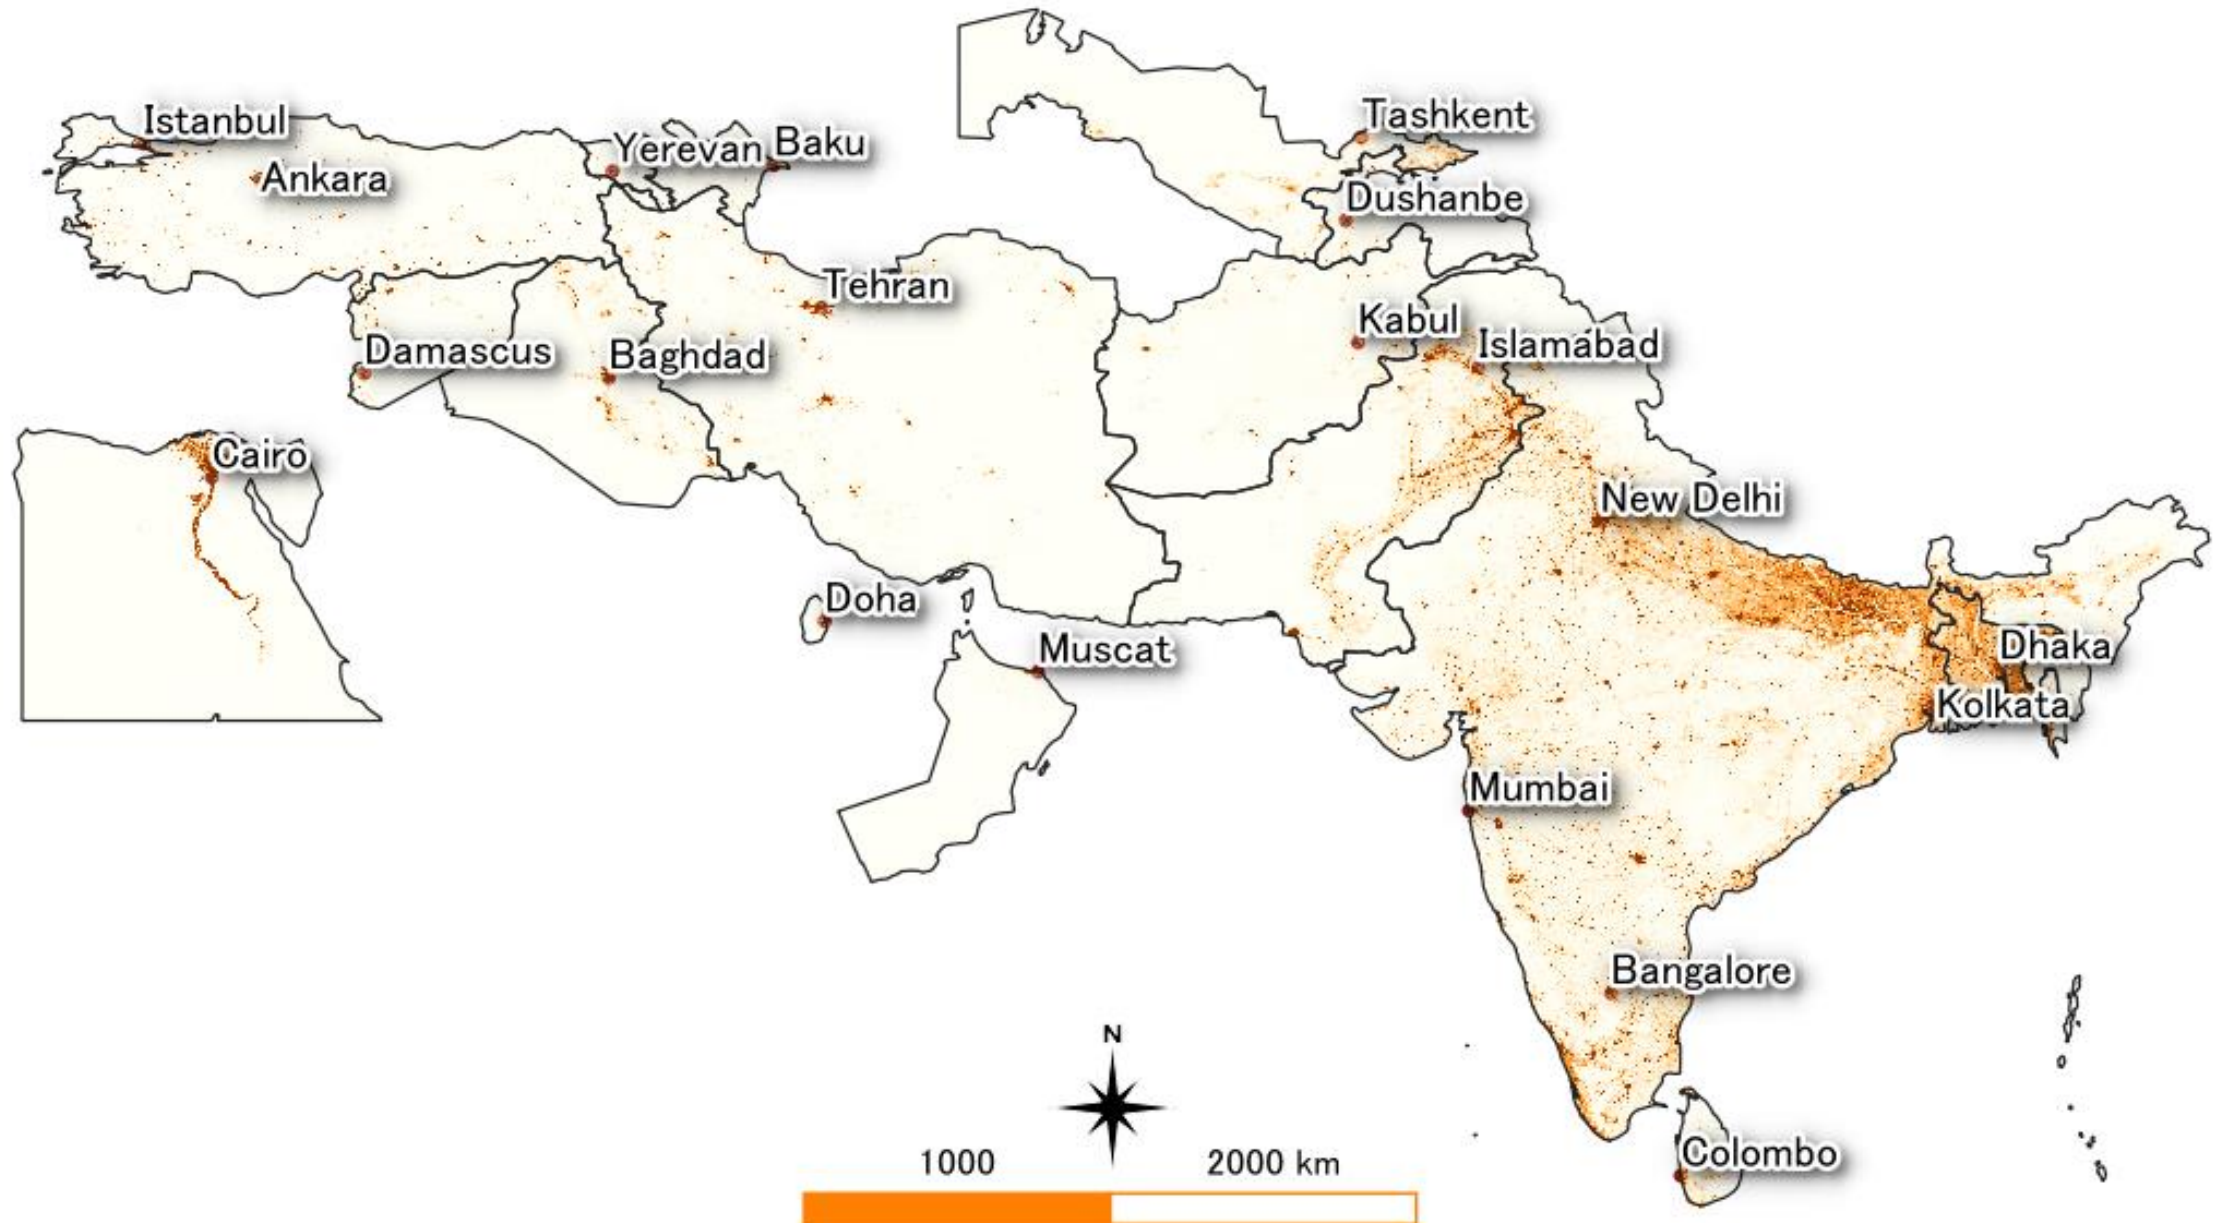 Istanbul
Tashkent
Yerevan
Baku
Ankara
Dushanbe
Tehran
Kabul
Islamabad
Damascus
Baghdad
Cairo
New Delhi
Doha
Muscat
Dhaka
Kolkata
Mumbai
Bangalore
N
Colombo
1000 2000 km